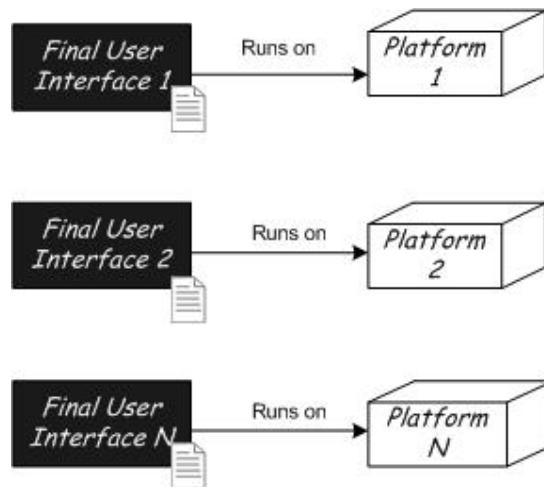 Final User
Interface 1
Runs on
Platform
1
Final User
Interface 2
Runs on
Platform
2
Final User
Interface N
Runs on
Platform
N